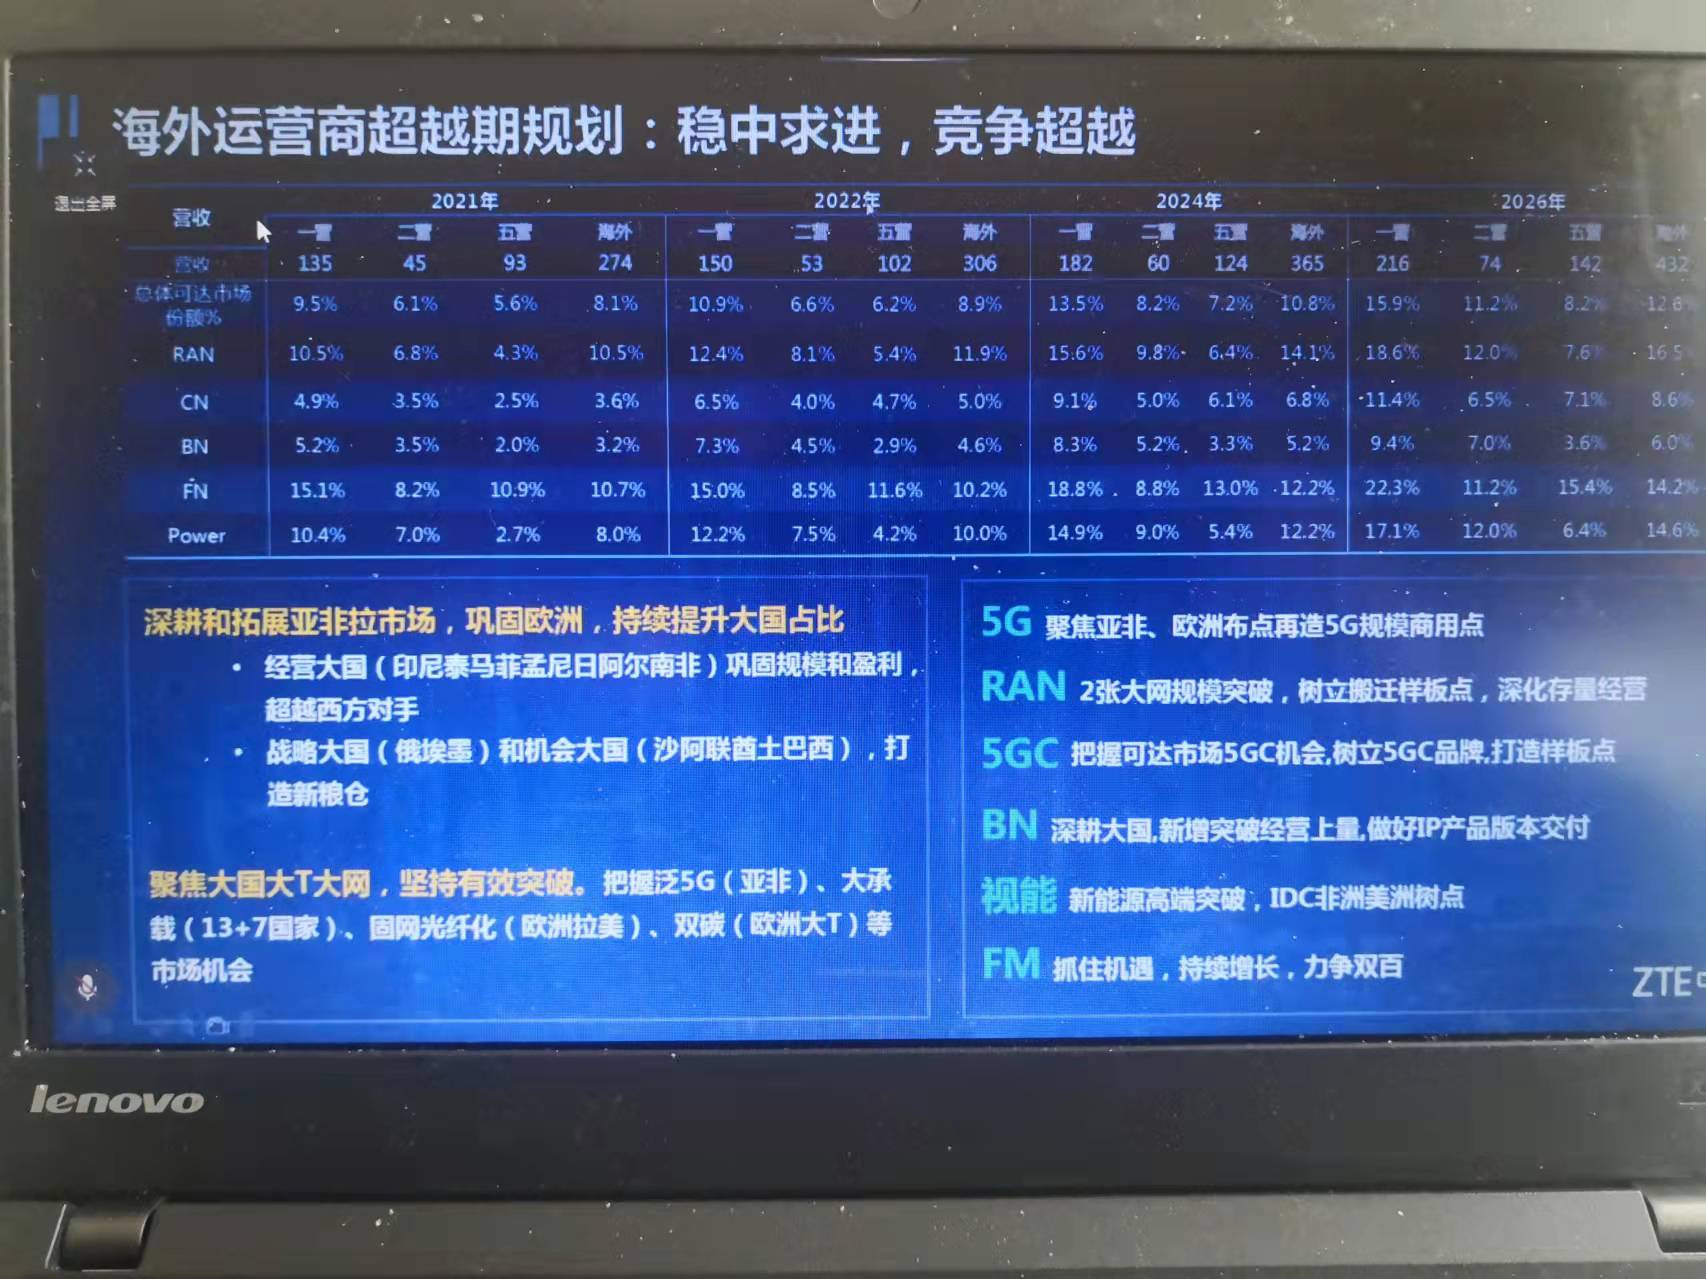 海外运营商超越期规划：稳中求进，竞争超越
退出全屏
营收 2021年 2022年 2024年 2026年
一营 二营 五营 海外 一营 二营 五营 海外 一营 二营 五营 海外 一营 二营 五营 海外
营收 135 45 93 274 150 53 102 306 182 60 124 365 216 74 142 432
总体可达市场份额% 9.5% 6.1% 5.6% 8.1% 10.9% 6.6% 6.2% 8.9% 13.5% 8.2% 7.2% 10.8% 15.9% 11.2% 8.2% 12.6%
RAN 10.5% 6.8% 4.3% 10.5% 12.4% 8.1% 5.4% 11.9% 15.6% 9.8% 6.4% 14.1% 18.6% 12.0% 7.6% 16.5
CN 4.9% 3.5% 2.5% 3.6% 6.5% 4.0% 4.7% 5.0% 9.1% 5.0% 6.1% 6.8% 11.4% 6.5% 7.1% 8.6%
BN 5.2% 3.5% 2.0% 3.2% 7.3% 4.5% 2.9% 4.6% 8.3% 5.2% 3.3% 5.2% 9.4% 7.0% 3.6% 6.0%
FN 15.1% 8.2% 10.9% 10.7% 15.0% 8.5% 11.6% 10.2% 18.8% 8.8% 13.0% 12.2% 22.3% 11.2% 15.4% 14.2%
Power 10.4% 7.0% 2.7% 8.0% 12.2% 7.5% 4.2% 10.0% 14.9% 9.0% 5.4% 12.2% 17.1% 12.0% 6.4% 14.6%
深耕和拓展亚非拉市场，巩固欧洲，持续提升大国占比
• 经营大国（印尼泰马菲孟尼日阿尔南非）巩固规模和盈利，
超越西方对手
• 战略大国（俄埃墨）和机会大国（沙阿联酋土巴西），打
造新粮仓
聚焦大国大T大网，坚持有效突破。把握泛5G（亚非）、大承
载（13+7国家）、固网光纤化（欧洲拉美）、双碳（欧洲大T）等
市场机会
5G 聚焦亚非、欧洲布点再造5G规模商用点
RAN 2张大网规模突破，树立搬迁样板点，深化存量经营
5GC 把握可达市场5GC机会,树立5GC品牌,打造样板点
BN 深耕大国,新增突破经营上量,做好IP产品版本交付
视能 新能源高端突破，IDC非洲美洲树点
FM 抓住机遇，持续增长，力争双百
ZTE
lenovo